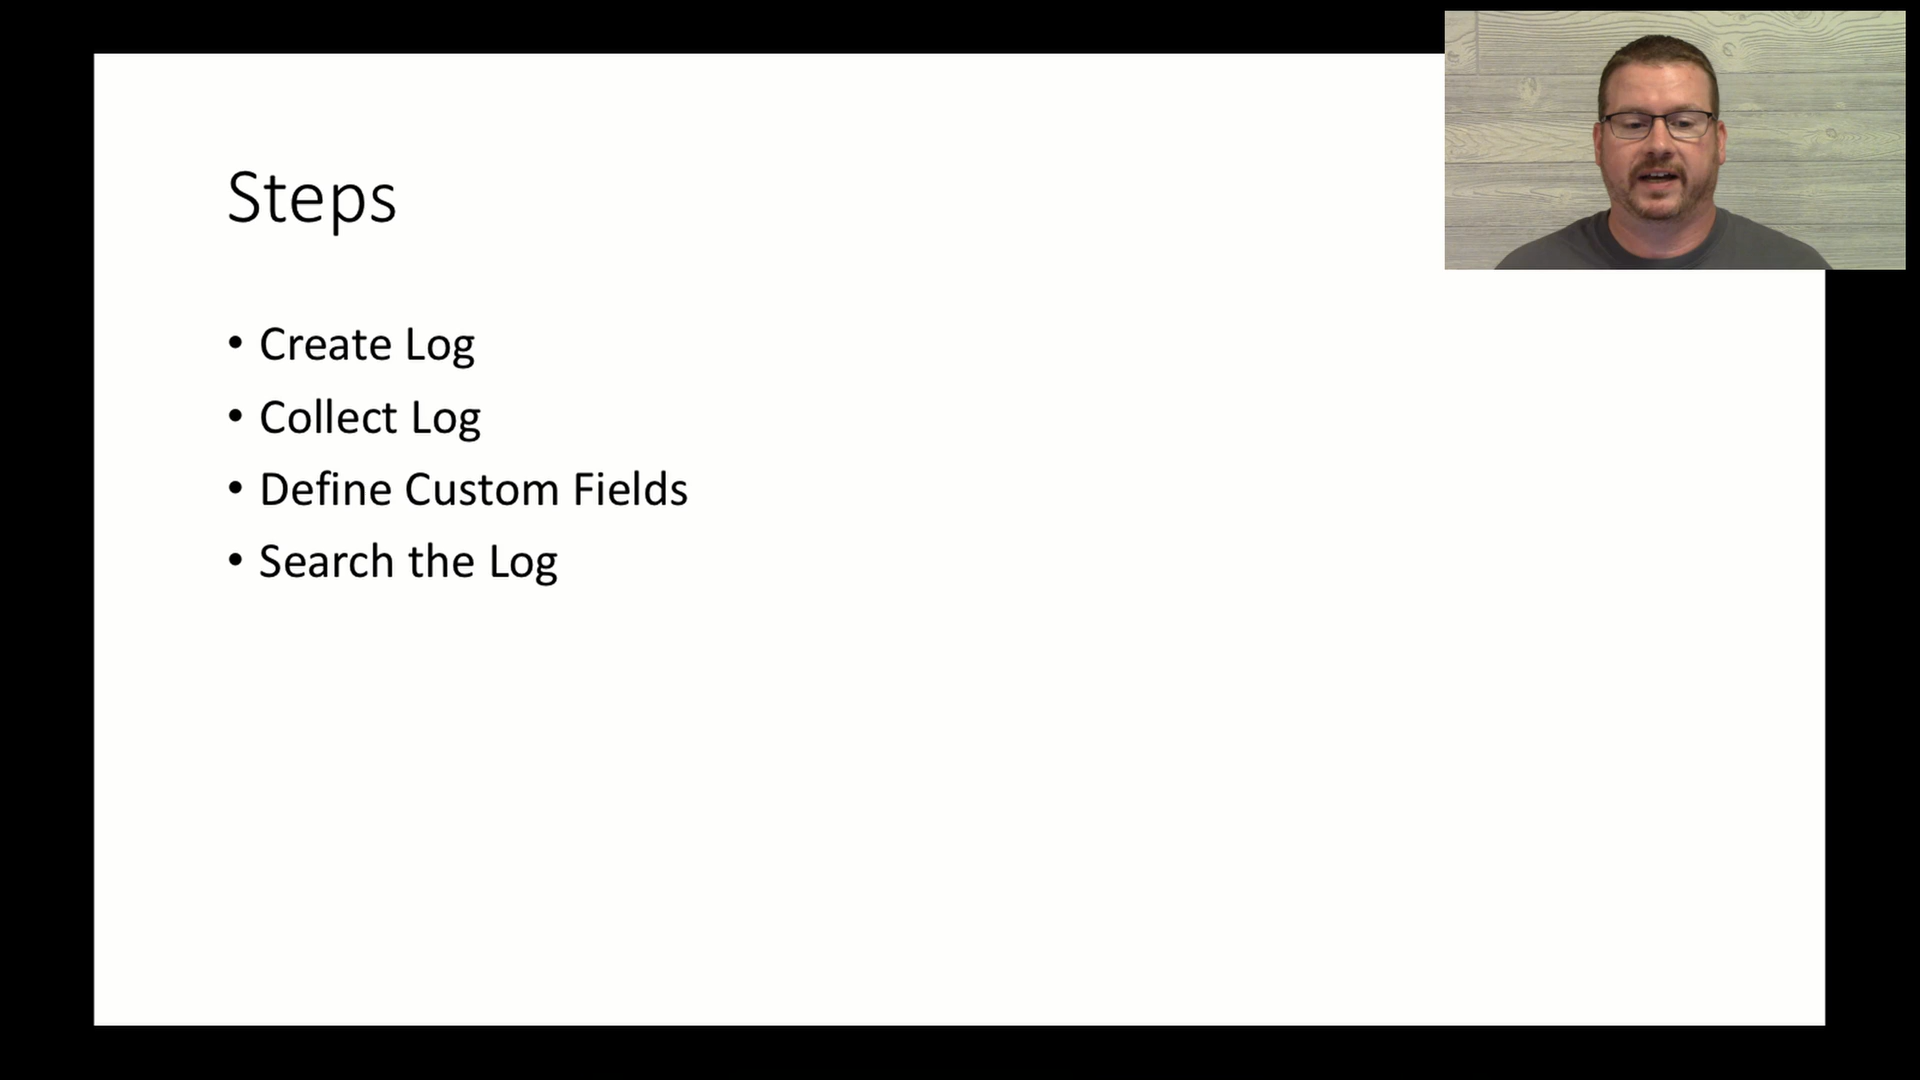 Steps
• Create Log
• Collect Log
• Define Custom Fields
• Search the Log